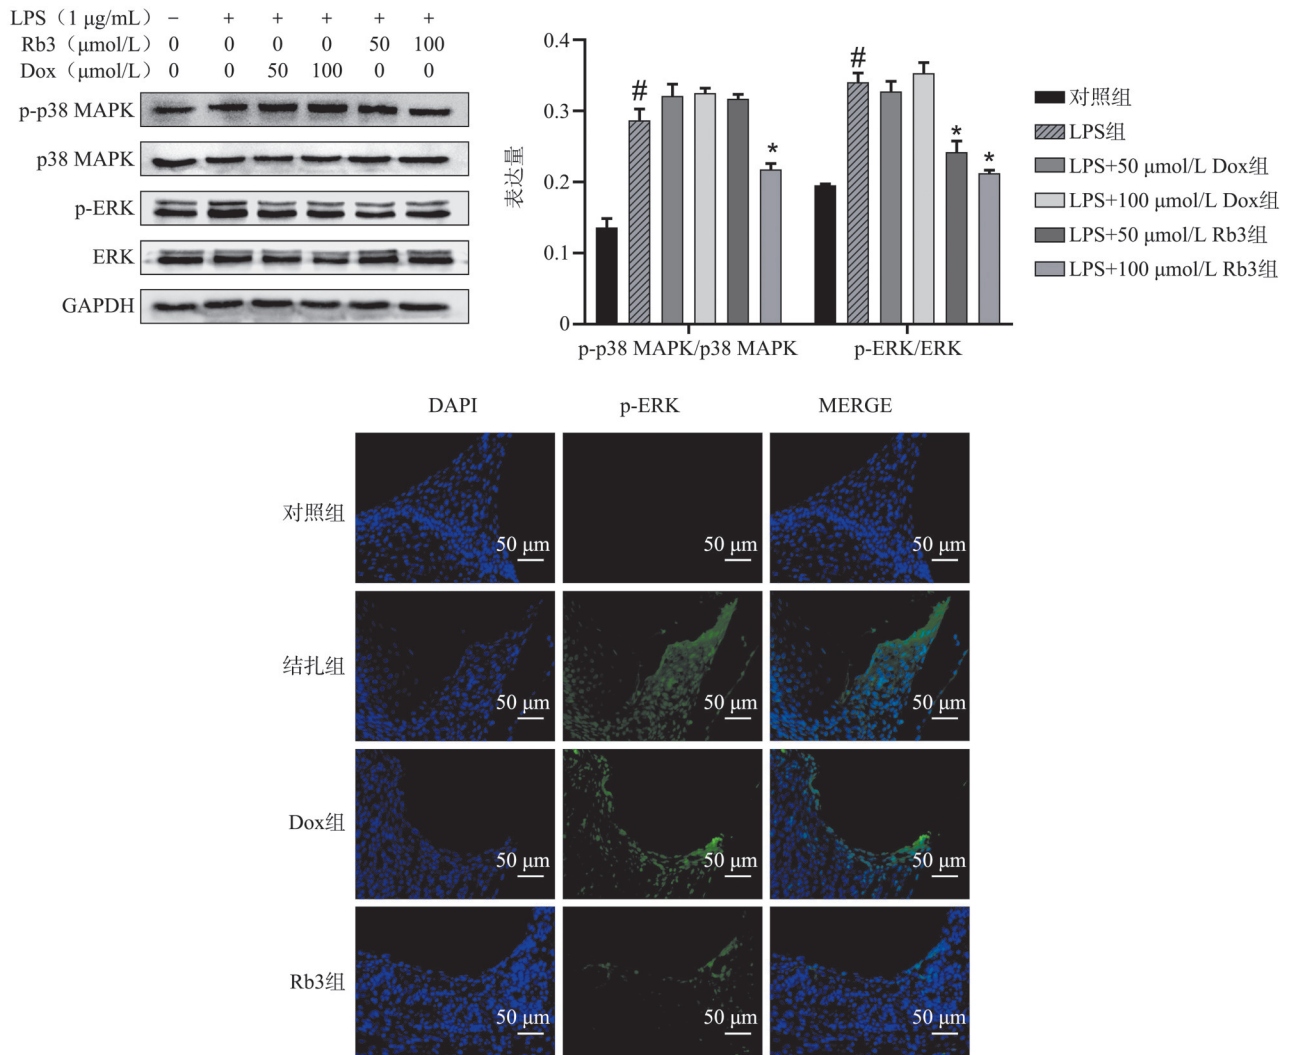 LPS（1 μg/mL） − + + + + +
Rb3（μmol/L） 0 0 0 0 50 100
Dox（μmol/L） 0 0 50 100 0 0
p-p38 MAPK
p38 MAPK
p-ERK
ERK
GAPDH
0.4
0.3
0.2
0.1
0
表达量
# * # * *
p-p38 MAPK/p38 MAPK p-ERK/ERK
对照组
LPS组
LPS+50 μmol/L Dox组
LPS+100 μmol/L Dox组
LPS+50 μmol/L Rb3组
LPS+100 μmol/L Rb3组
DAPI p-ERK MERGE
对照组 50 μm 50 μm 50 μm
结扎组 50 μm 50 μm 50 μm
Dox组 50 μm 50 μm 50 μm
Rb3组 50 μm 50 μm 50 μm